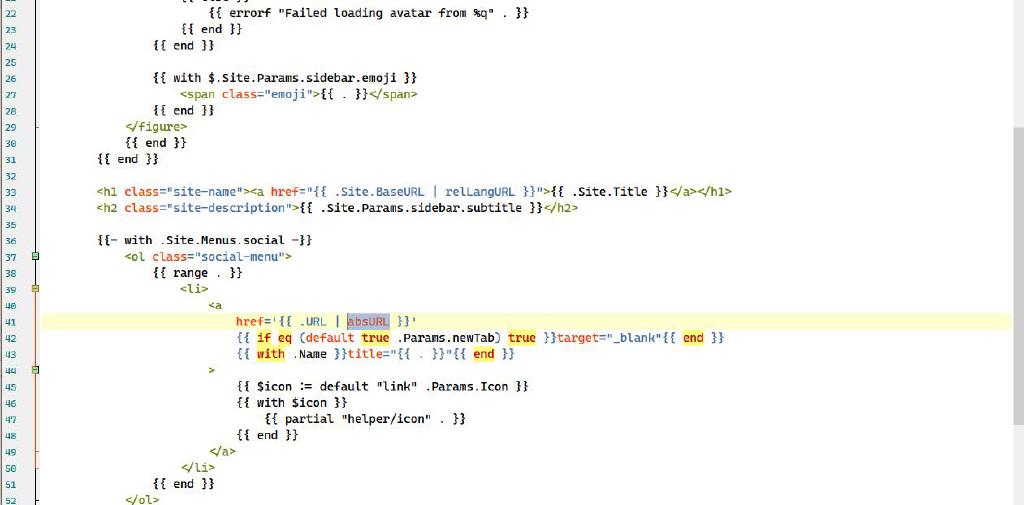 22 {{ errorf "Failed loading avatar from %q" . }}
23 {{ end }}
24 {{ end }}
25
26 {{ with $.Site.Params.sidebar.emoji }}
27 <span class="emoji">{{ . }}</span>
28 {{ end }}
29 </figure>
30 {{ end }}
31 {{ end }}
32
33 <h1 class="site-name"><a href="{{ .Site.BaseURL | relLangURL }}">{{ .Site.Title }}</a></h1>
34 <h2 class="site-description">{{ .Site.Params.sidebar.subtitle }}</h2>
35
36 {{- with .Site.Menus.social -}}
37 <ol class="social-menu">
38 {{ range . }}
39 <li>
40 <a
41 href='{{ .URL | absURL }}'
42 {{ if eq (default true .Params.newTab) true }}target="_blank"{{ end }}
43 {{ with .Name }}title="{{ . }}"{{ end }}
44 >
45 {{ $icon := default "link" .Params.Icon }}
46 {{ with $icon }}
47 {{ partial "helper/icon" . }}
48 {{ end }}
49 </a>
50 </li>
51 {{ end }}
52 </ol>